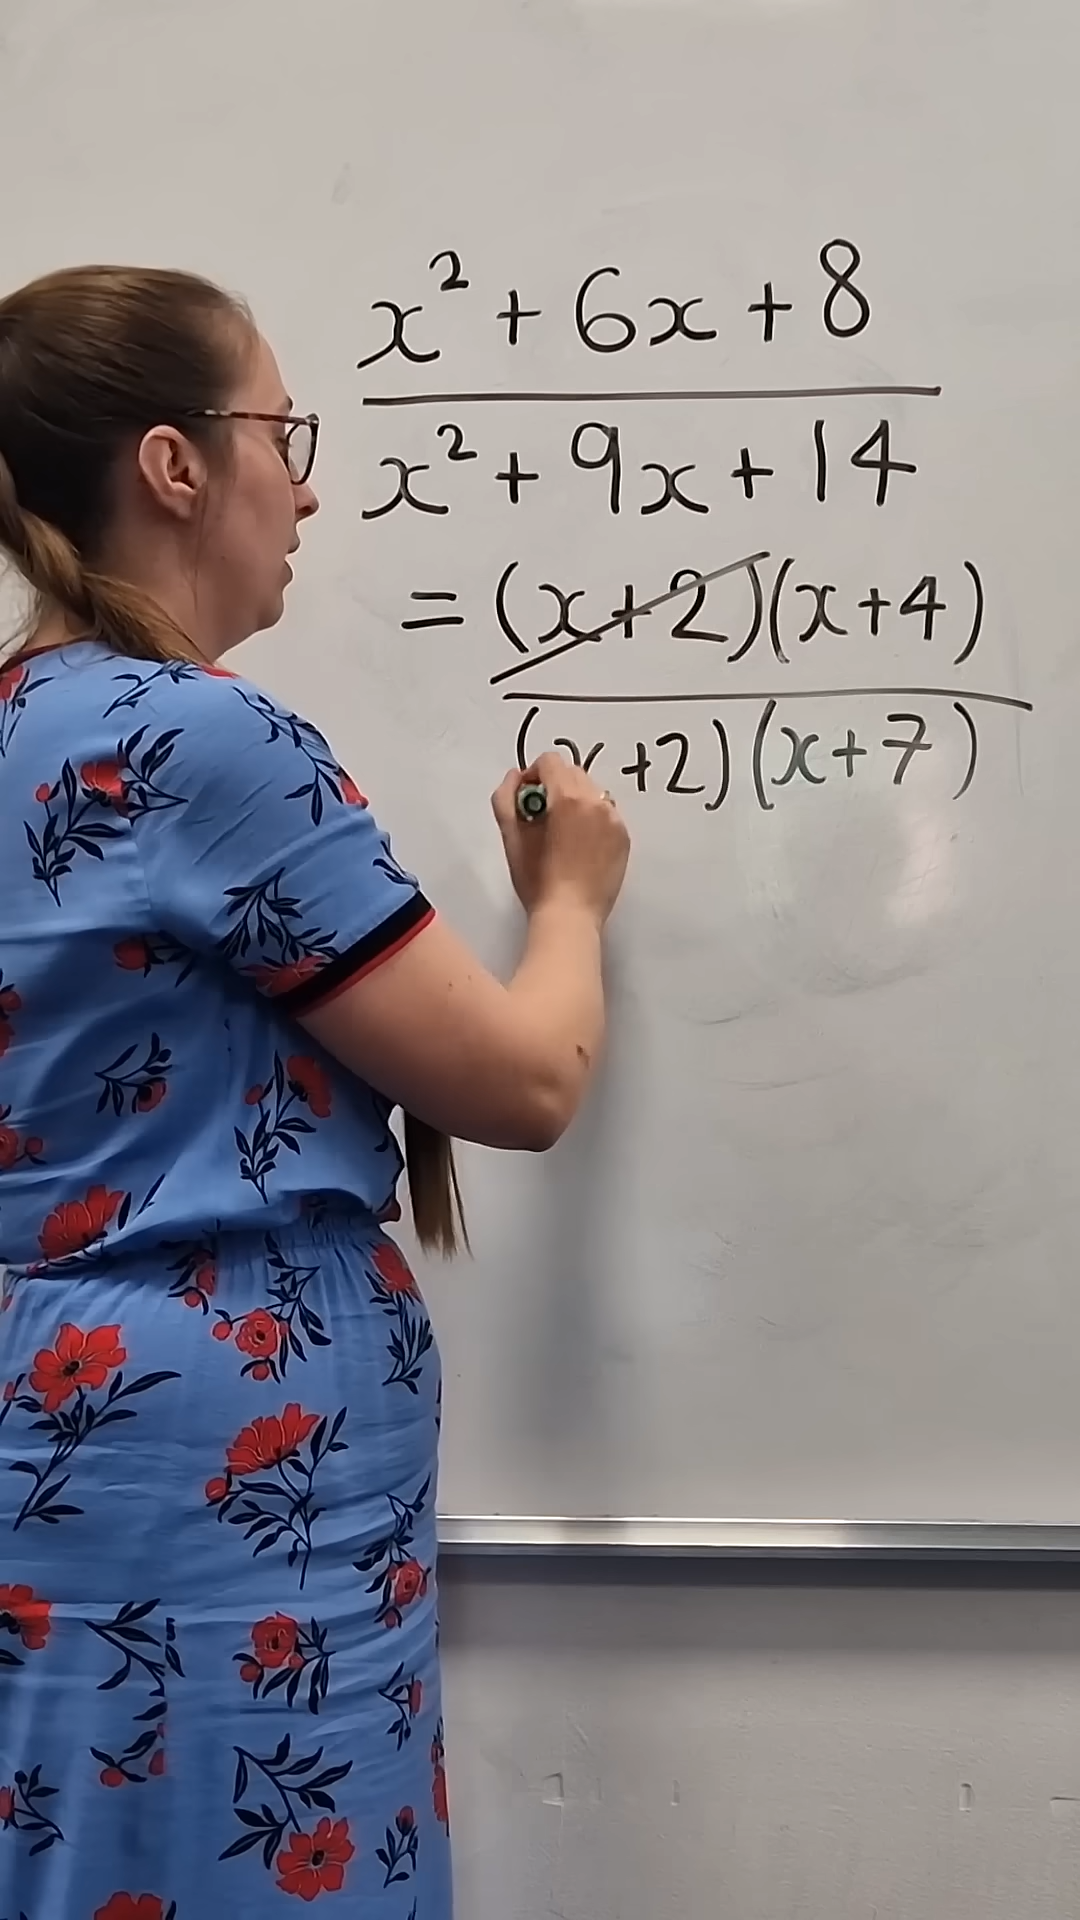 x² + 6x + 8
x² + 9x + 14
= (x+2)(x+4)
(x+2)(x+7)